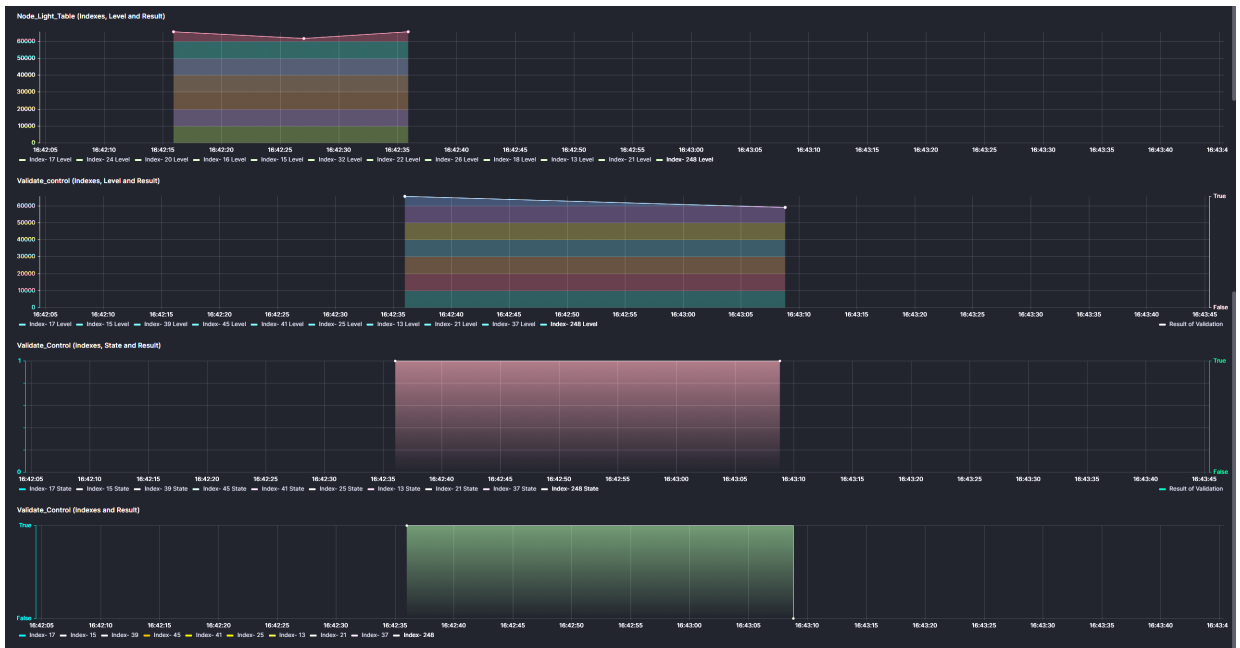 Node_Light_Table (Indexes, Level and Result)
60000
50000
40000
30000
20000
10000
0
16:42:05 16:42:10 16:42:15 16:42:20 16:42:25 16:42:30 16:42:35 16:42:40 16:42:45 16:42:50 16:42:55 16:43:00 16:43:05 16:43:10 16:43:15 16:43:20 16:43:25 16:43:30 16:43:35 16:43:40 16:43:4
Index- 17 Level Index- 24 Level Index- 20 Level Index- 16 Level Index- 15 Level Index- 32 Level Index- 22 Level Index- 26 Level Index- 18 Level Index- 13 Level Index- 21 Level Index- 248 Level
Validate_control (Indexes, Level and Result)
60000 True
50000
40000
30000
20000
10000
0 False
16:42:05 16:42:10 16:42:15 16:42:20 16:42:25 16:42:30 16:42:35 16:42:40 16:42:45 16:42:50 16:42:55 16:43:00 16:43:05 16:43:10 16:43:15 16:43:20 16:43:25 16:43:30 16:43:35 16:43:40 16:43:45
Index- 17 Level Index- 15 Level Index- 39 Level Index- 45 Level Index- 41 Level Index- 25 Level Index- 13 Level Index- 21 Level Index- 37 Level Index- 248 Level Result of Validation
Validate_Control (Indexes, State and Result)
1 True
0 False
16:42:05 16:42:10 16:42:15 16:42:20 16:42:25 16:42:30 16:42:35 16:42:40 16:42:45 16:42:50 16:42:55 16:43:00 16:43:05 16:43:10 16:43:15 16:43:20 16:43:25 16:43:30 16:43:35 16:43:40 16:43:45
Index- 17 State Index- 15 State Index- 39 State Index- 45 State Index- 41 State Index- 25 State Index- 13 State Index- 21 State Index- 37 State Index- 248 State Result of Validation
Validate_Control (Indexes and Result)
True
False
16:42:05 16:42:10 16:42:15 16:42:20 16:42:25 16:42:30 16:42:35 16:42:40 16:42:45 16:42:50 16:42:55 16:43:00 16:43:05 16:43:10 16:43:15 16:43:20 16:43:25 16:43:30 16:43:35 16:43:40 16:43:4
Index- 17 Index- 15 Index- 39 Index- 45 Index- 41 Index- 25 Index- 13 Index- 21 Index- 37 Index- 248